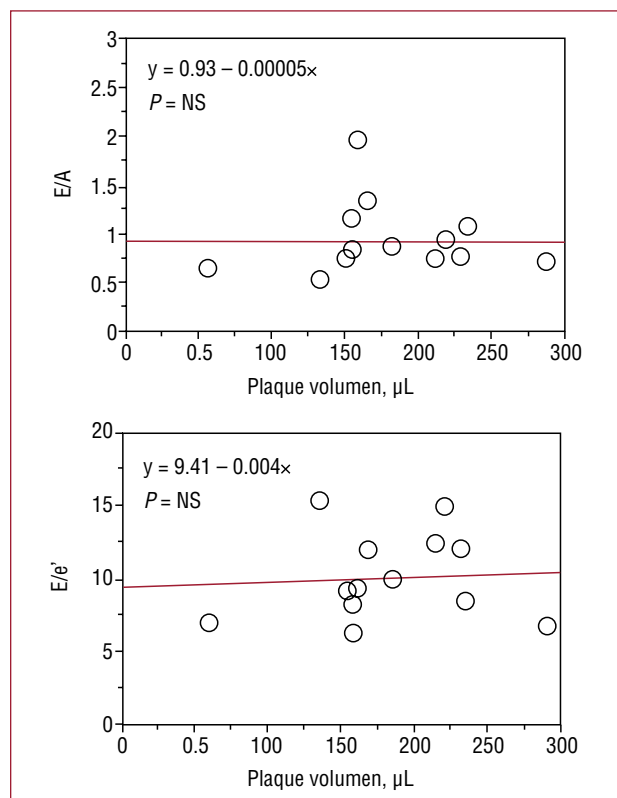 3
2.5
2
1.5
1
0.5
0
E/A
y = 0.93 – 0.00005×
P = NS
0 0.5 100 150 200 250 300
Plaque volumen, µL
20
15
10
5
0
E/e’
y = 9.41 – 0.004×
P = NS
0 0.5 100 150 200 250 300
Plaque volumen, µL